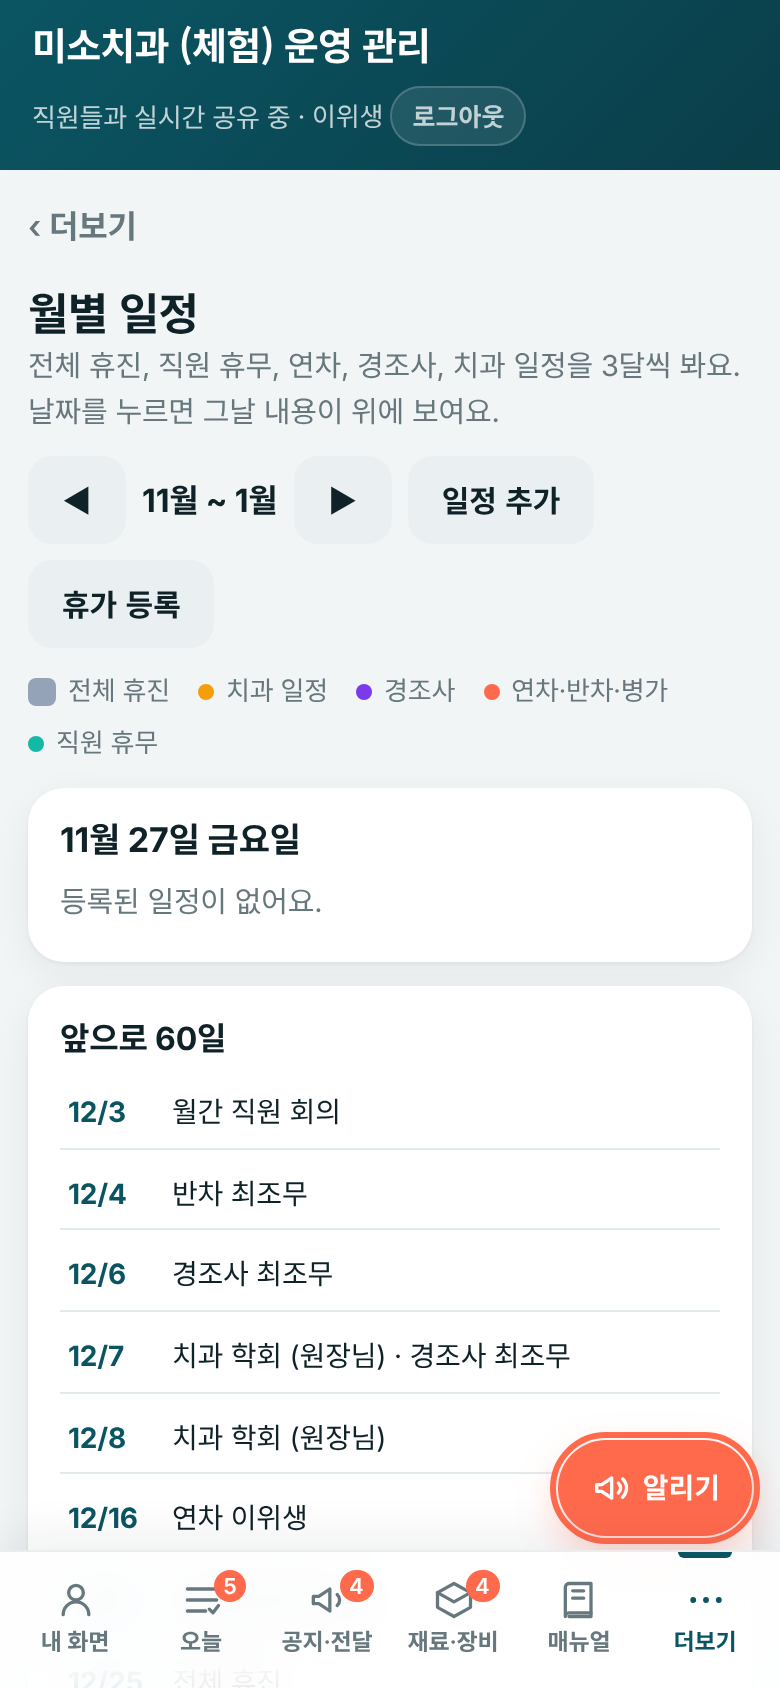 미소치과 (체험) 운영 관리
직원들과 실시간 공유 중 · 이위생 로그아웃
‹ 더보기
월별 일정
전체 휴진, 직원 휴무, 연차, 경조사, 치과 일정을 3달씩 봐요.
날짜를 누르면 그날 내용이 위에 보여요.
◀ 11월 ~ 1월 ▶ 일정 추가
휴가 등록
전체 휴진 치과 일정 경조사 연차·반차·병가
직원 휴무
11월 27일 금요일
등록된 일정이 없어요.
앞으로 60일
12/3 월간 직원 회의
12/4 반차 최조무
12/6 경조사 최조무
12/7 치과 학회 (원장님) · 경조사 최조무
12/8 치과 학회 (원장님)
알리기
12/16 연차 이위생
5 4 4
내 화면 오늘 공지·전달 재료·장비 매뉴얼 더보기
12/25 전체 휴진